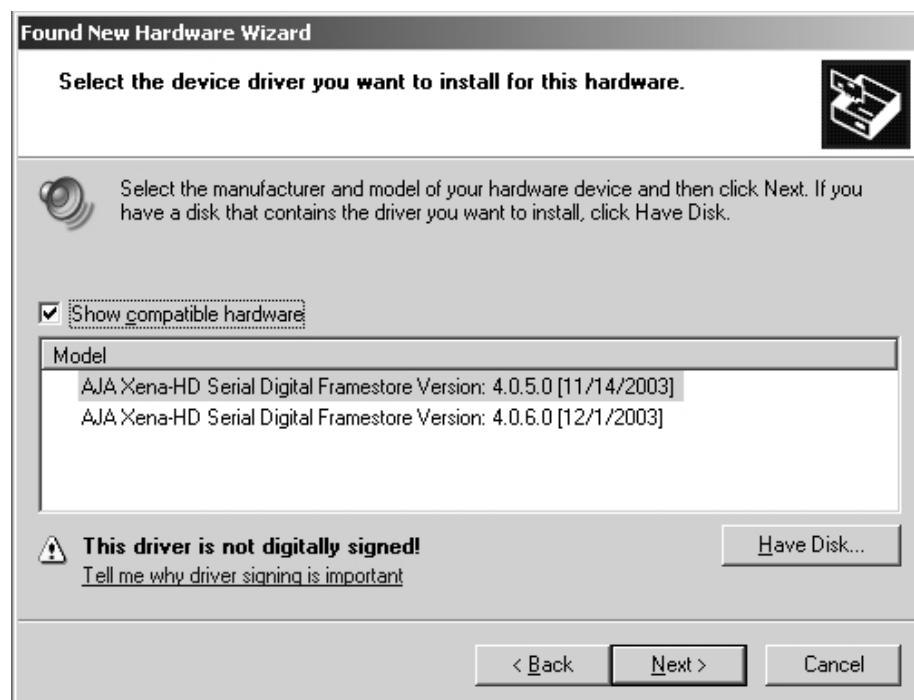 Found New Hardware Wizard
Select the device driver you want to install for this hardware.
Select the manufacturer and model of your hardware device and then click Next. If you
have a disk that contains the driver you want to install, click Have Disk.
Show compatible hardware
Model
AJA Xena-HD Serial Digital Framestore Version: 4.0.5.0 [11/14/2003]
AJA Xena-HD Serial Digital Framestore Version: 4.0.6.0 [12/1/2003]
This driver is not digitally signed!
Tell me why driver signing is important
Have Disk...
< Back
Next >
Cancel